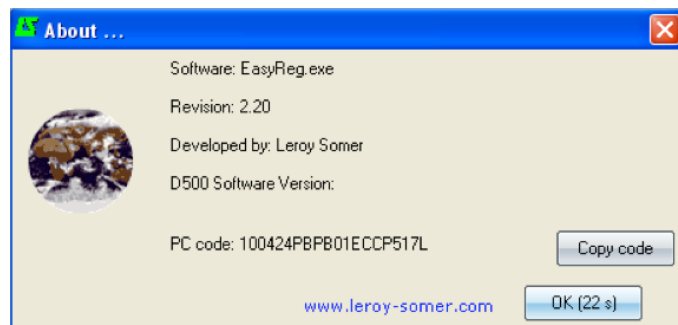 About ...
Software: EasyReg.exe
Revision: 2.20
Developed by: Leroy Somer
D500 Software Version:
PC code: 100424PBPB01ECCP517L
Copy code
www.leroy-somer.com
OK (22 s)